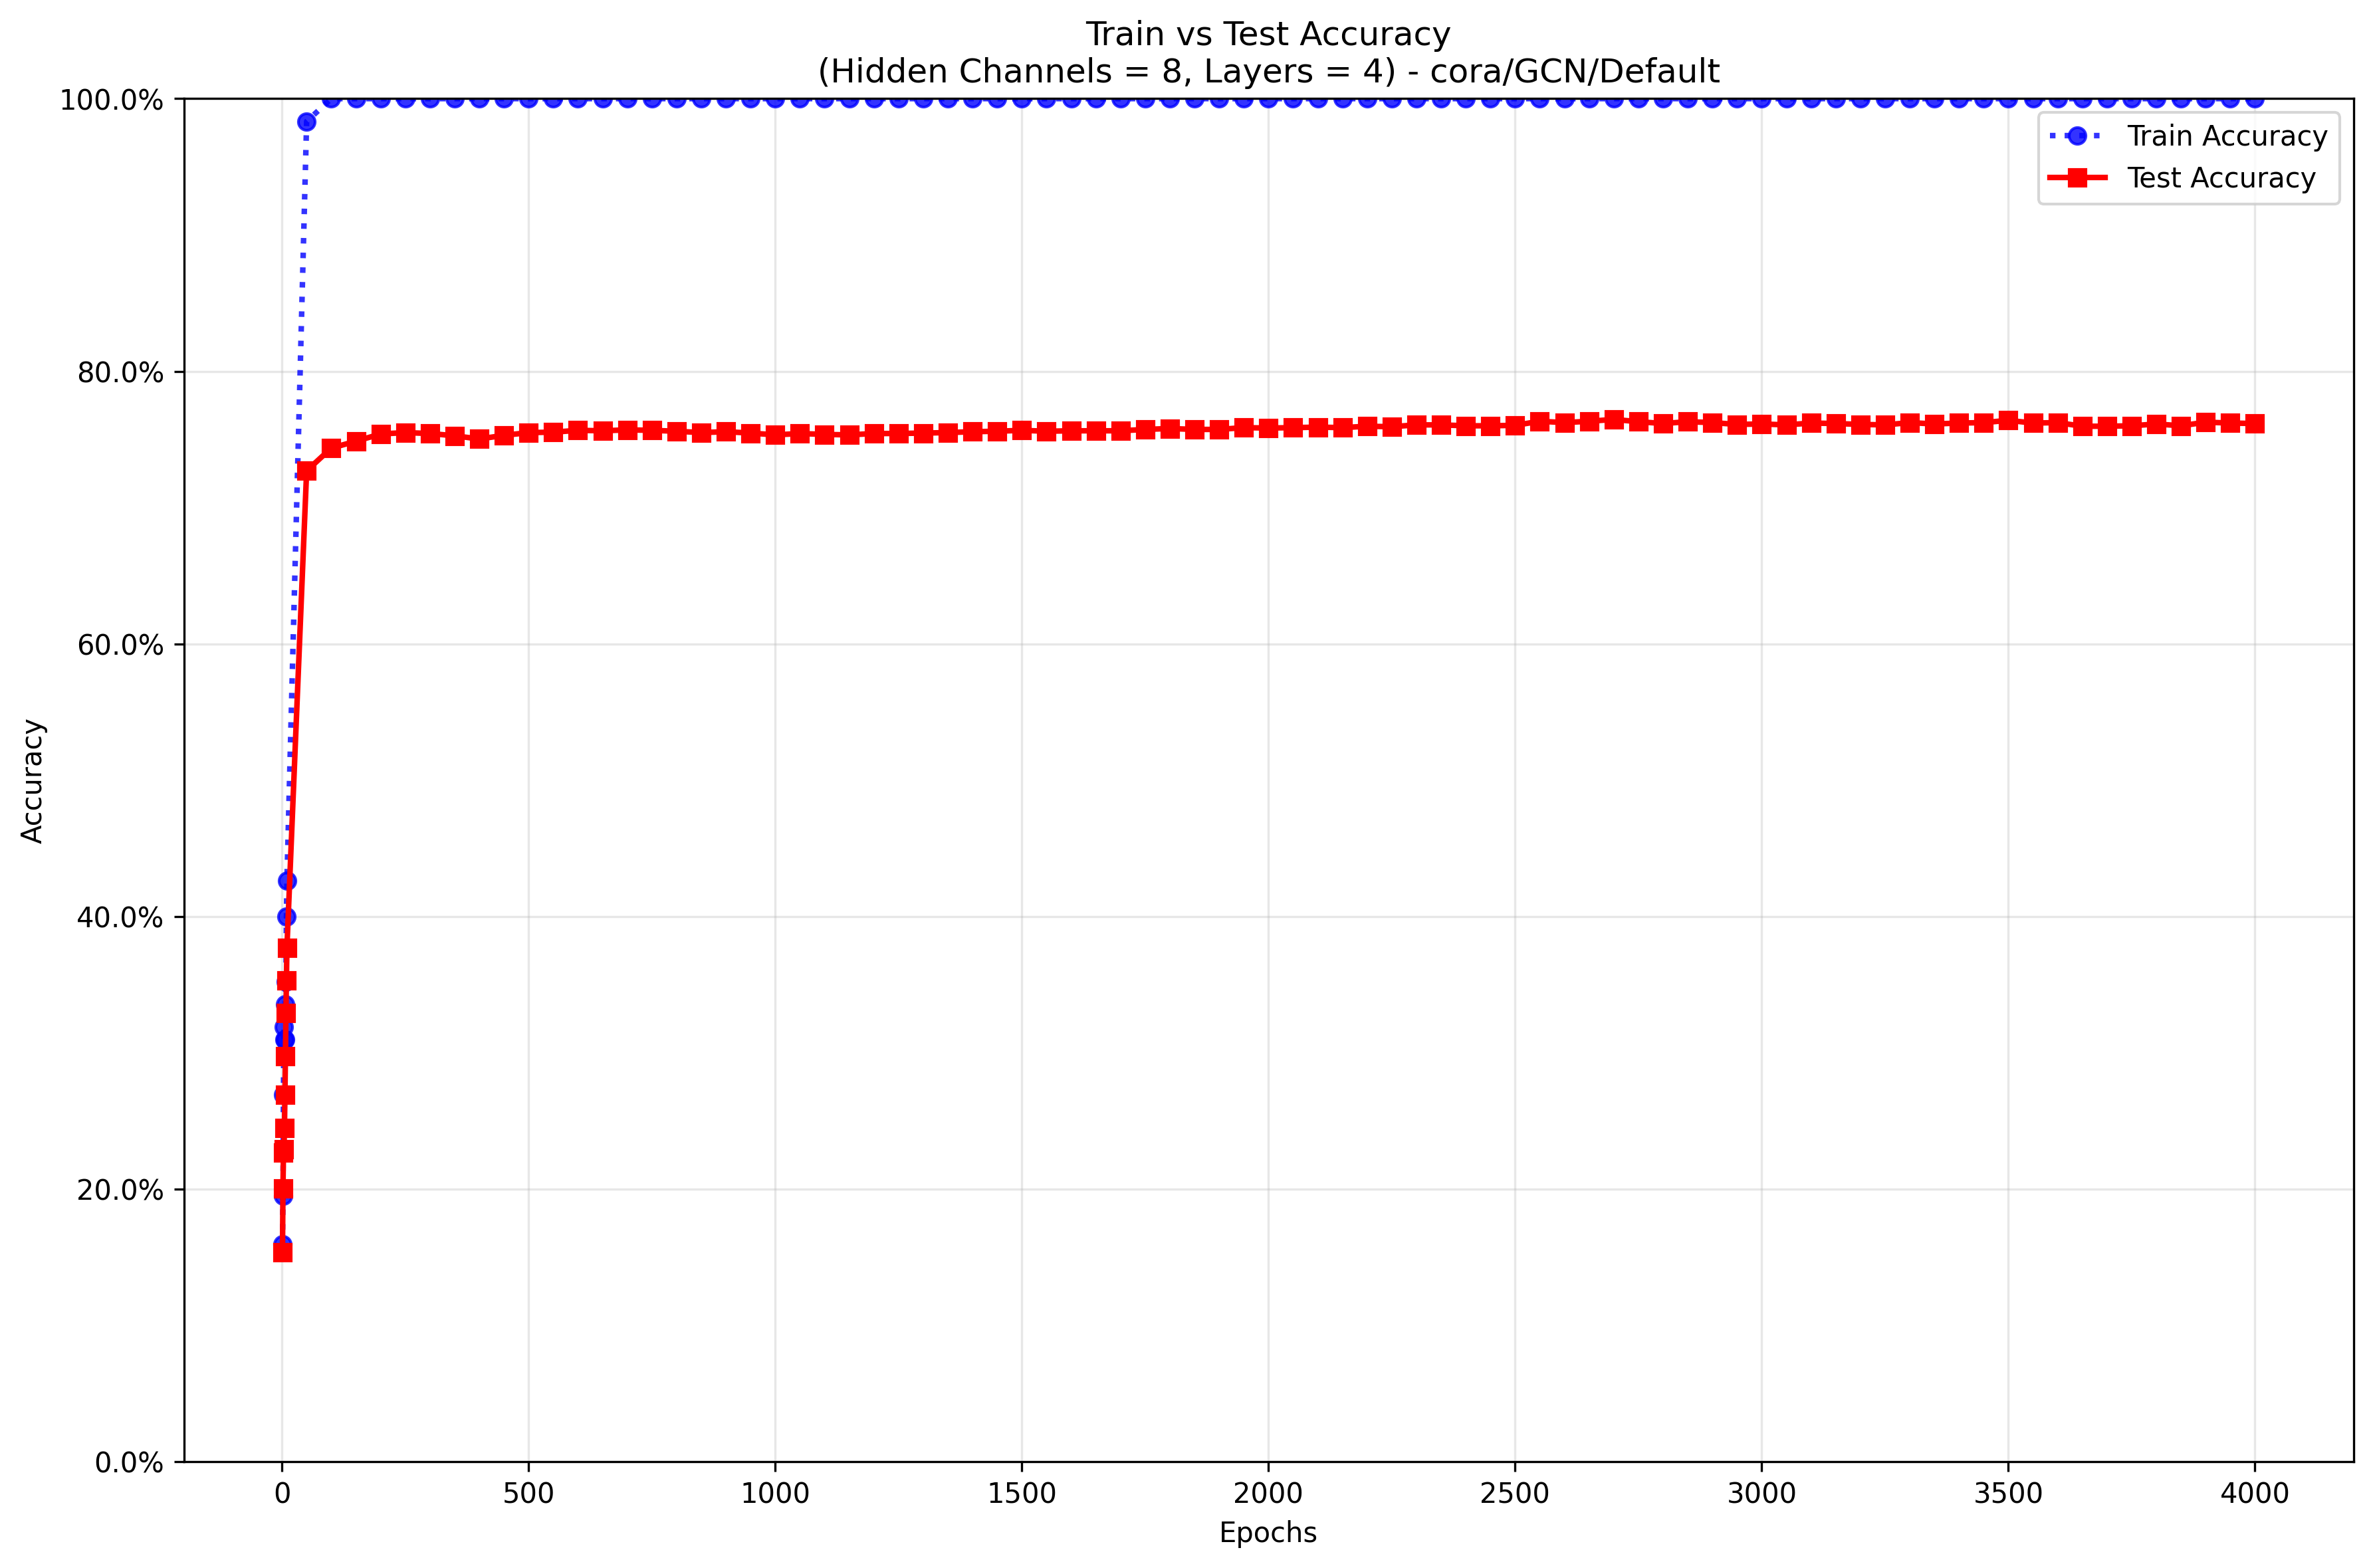 Train vs Test Accuracy
(Hidden Channels = 8, Layers = 4) - cora/GCN/Default
100.0%
80.0%
60.0%
40.0%
20.0%
0.0%
Accuracy
Train Accuracy
Test Accuracy
0 500 1000 1500 2000 2500 3000 3500 4000
Epochs